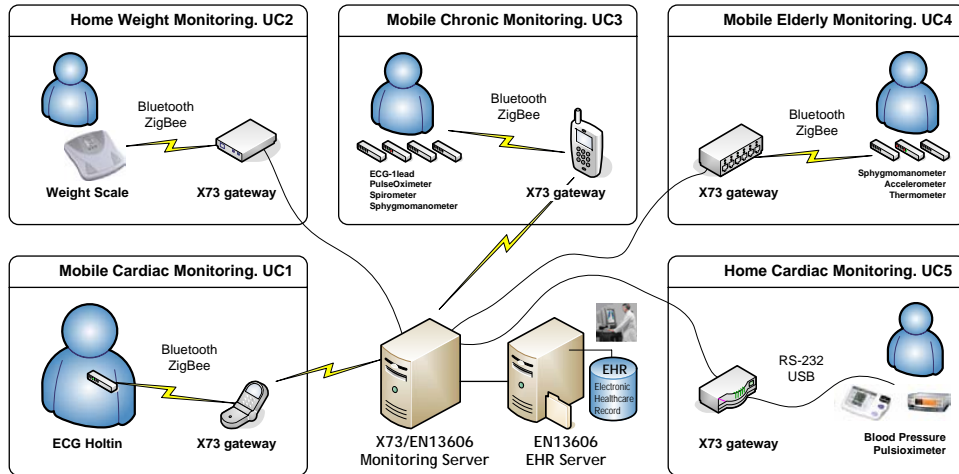 Home Weight Monitoring. UC2
Bluetooth
ZigBee
Weight Scale
X73 gateway
Mobile Chronic Monitoring. UC3
Bluetooth
ZigBee
ECG-1lead
PulseOximeter
Spirometer
Sphygmomanometer
X73 gateway
Mobile Elderly Monitoring. UC4
Bluetooth
ZigBee
X73 gateway
Sphygmomanometer
Accelerometer
Thermometer
Mobile Cardiac Monitoring. UC1
Bluetooth
ZigBee
ECG Holtin
X73 gateway
X73/EN13606
Monitoring Server
EHR
Electronic
Healthcare
Record
EN13606
EHR Server
Home Cardiac Monitoring. UC5
RS-232
USB
X73 gateway
Blood Pressure
Pulsioximeter